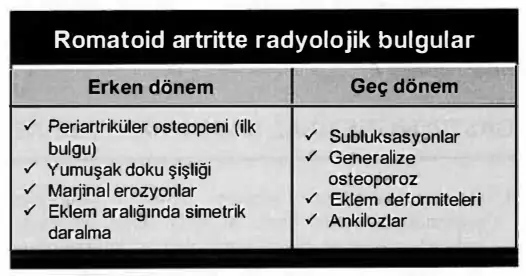 Romatoid artritte radyolojik bulgular
Erken dönem
✓ Periartriküler osteopeni (ilk
bulgu)
✓ Yumuşak doku şişliği
✓ Marjinal erozyonlar
✓ Eklem aralığında simetrik
daralma
Geç dönem
✓ Subluksasyonlar
✓ Generalize
osteoporoz
✓ Eklem deformiteleri
✓ Ankilozlar